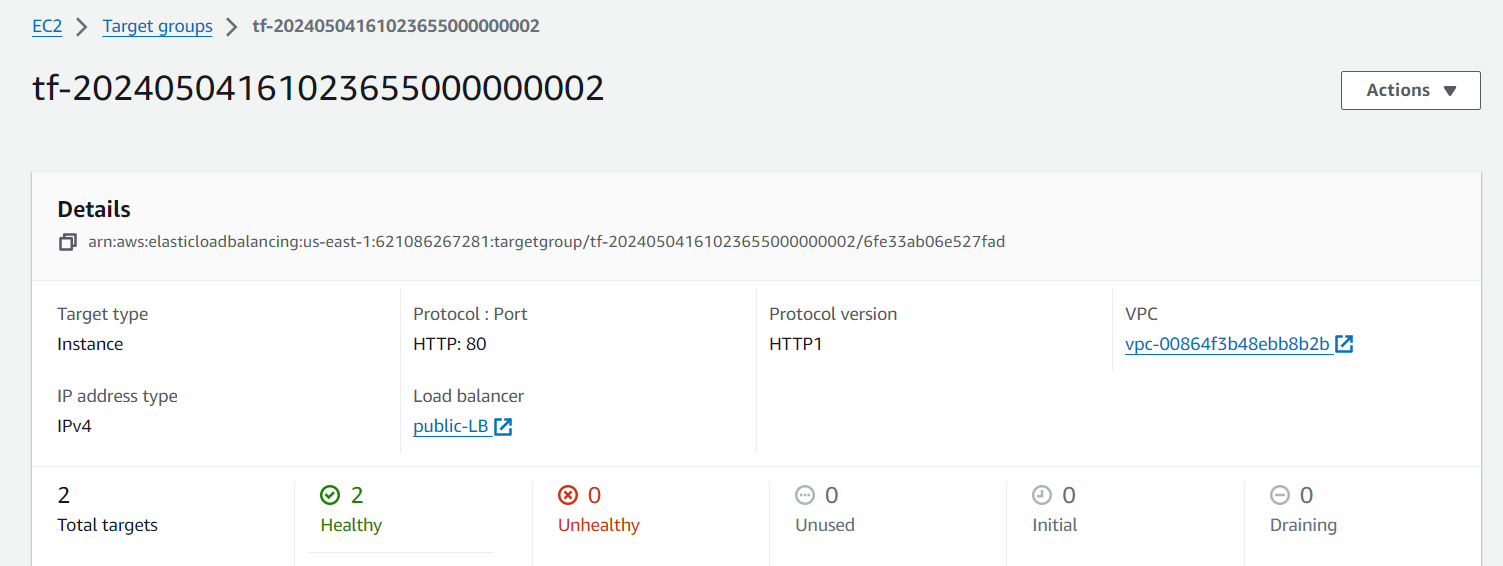 EC2 > Target groups > tf-20240504161023655000000002
tf-20240504161023655000000002
Actions
Details
arn:aws:elasticloadbalancing:us-east-1:621086267281:targetgroup/tf-20240504161023655000000002/6fe33ab06e527fad
Target type
Instance
Protocol : Port
HTTP: 80
Protocol version
HTTP1
VPC
vpc-00864f3b48ebb8b2b
IP address type
IPv4
Load balancer
public-LB
2
Total targets
2
Healthy
0
Unhealthy
0
Unused
0
Initial
0
Draining